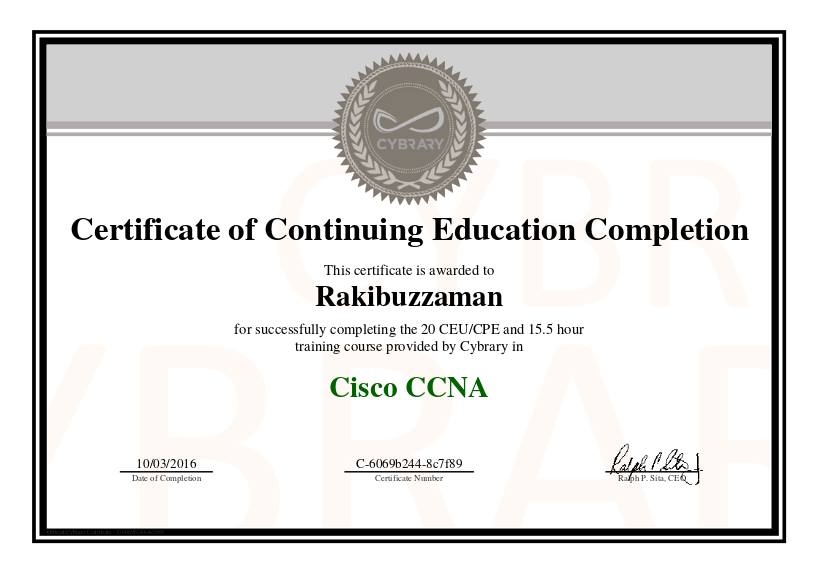 CYBRARY
Certificate of Continuing Education Completion
This certificate is awarded to
Rakibuzzaman
for successfully completing the 20 CEU/CPE and 15.5 hour
training course provided by Cybrary in
Cisco CCNA
10/03/2016
Date of Completion
C-6069b244-8c7f89
Certificate Number
Ralph P. Sita, CEO